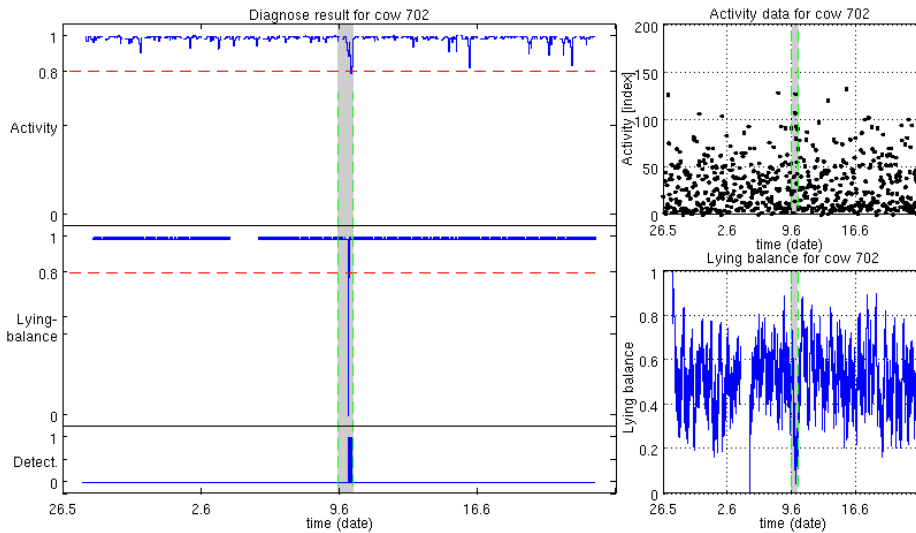 Diagnose result for cow 702
1
0.8
Activity
0
1
0.8
Lying-
balance
0
1
Detect.
0
26.5 2.6 9.6 16.6
time (date)
Activity data for cow 702
200
150
100
50
0
Activity [index]
26.5 2.6 9.6 16.6
time (date)
Lying balance for cow 702
1
0.8
0.6
0.4
0.2
0
Lying balance
26.5 2.6 9.6 16.6
time (date)